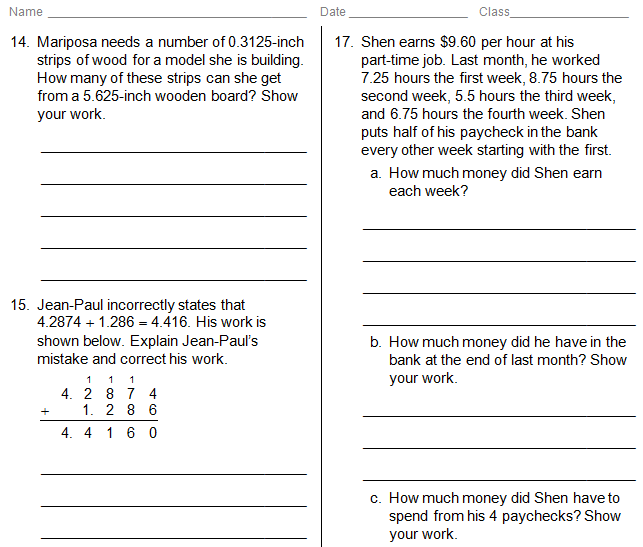 Name
Date
Class
14. Mariposa needs a number of 0.3125-inch
strips of wood for a model she is building.
How many of these strips can she get
from a 5.625-inch wooden board? Show
your work.
15. Jean-Paul incorrectly states that
4.2874 + 1.286 = 4.416. His work is
shown below. Explain Jean-Paul's
mistake and correct his work.
1 1 1
4. 2 8 7 4
+ 1. 2 8 6
4. 4 1 6 0
17. Shen earns $9.60 per hour at his
part-time job. Last month, he worked
7.25 hours the first week, 8.75 hours the
second week, 5.5 hours the third week,
and 6.75 hours the fourth week. Shen
puts half of his paycheck in the bank
every other week starting with the first.
a. How much money did Shen earn
each week?
b. How much money did he have in the
bank at the end of last month? Show
your work.
c. How much money did Shen have to
spend from his 4 paychecks? Show
your work.